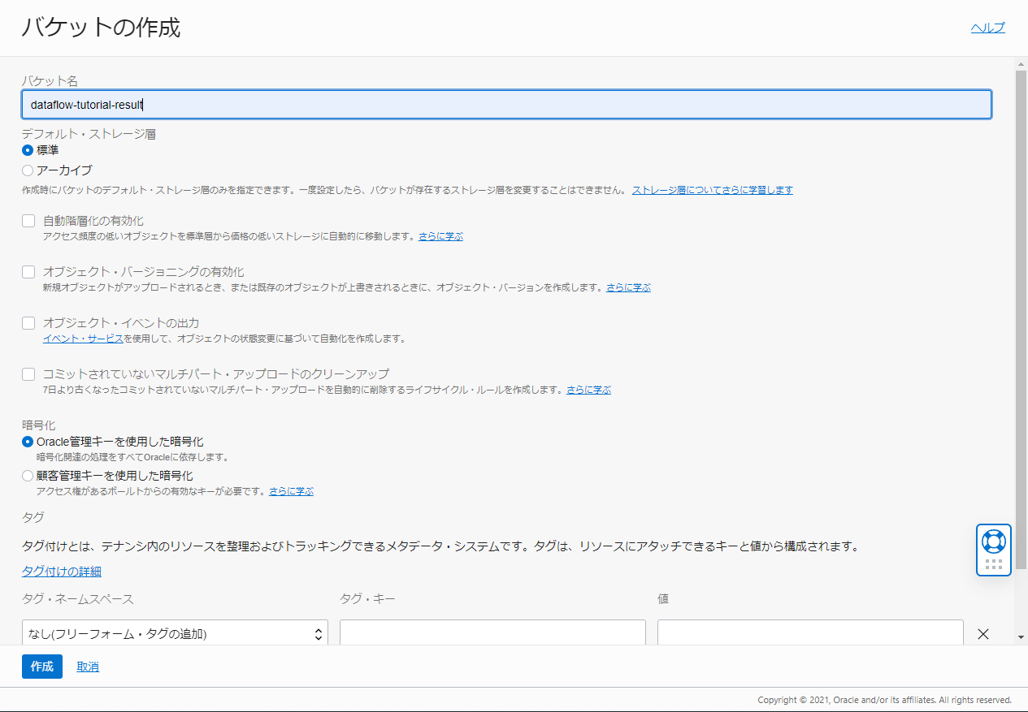 バケットの作成
ヘルプ
バケット名
dataflow-tutorial-result
デフォルト・ストレージ層
標準
アーカイブ
作成時にバケットのデフォルト・ストレージ層のみを指定できます。一度設定したら、バケットが存在するストレージ層を変更することはできません。 ストレージ層についてさらに学習します
自動階層化の有効化
アクセス頻度の低いオブジェクトを標準層から価格の低いストレージに自動的に移動します。さらに学ぶ
オブジェクト・バージョニングの有効化
新規オブジェクトがアップロードされるとき、または既存のオブジェクトが上書きされるときに、オブジェクト・バージョンを作成します。さらに学ぶ
オブジェクト・イベントの出力
イベント・サービスを使用して、オブジェクトの状態変更に基づいて自動化を作成します。
コミットされていないマルチパート・アップロードのクリーンアップ
7日より古くなったコミットされていないマルチパート・アップロードを自動的に削除するライフサイクル・ルールを作成します。さらに学ぶ
暗号化
Oracle管理キーを使用した暗号化
暗号化関連の処理をすべてOracleに依存します。
顧客管理キーを使用した暗号化
アクセス権があるボールトからの有効なキーが必要です。さらに学ぶ
タグ
タグ付けとは、テナンシ内のリソースを整理およびトラッキングできるメタデータ・システムです。タグは、リソースにアタッチできるキーと値から構成されます。
タグ付けの詳細
タグ・ネームスペース タグ・キー 値
なし(フリーフォーム・タグの追加)
作成 取消
Copyright © 2021, Oracle and/or its affiliates. All rights reserved.